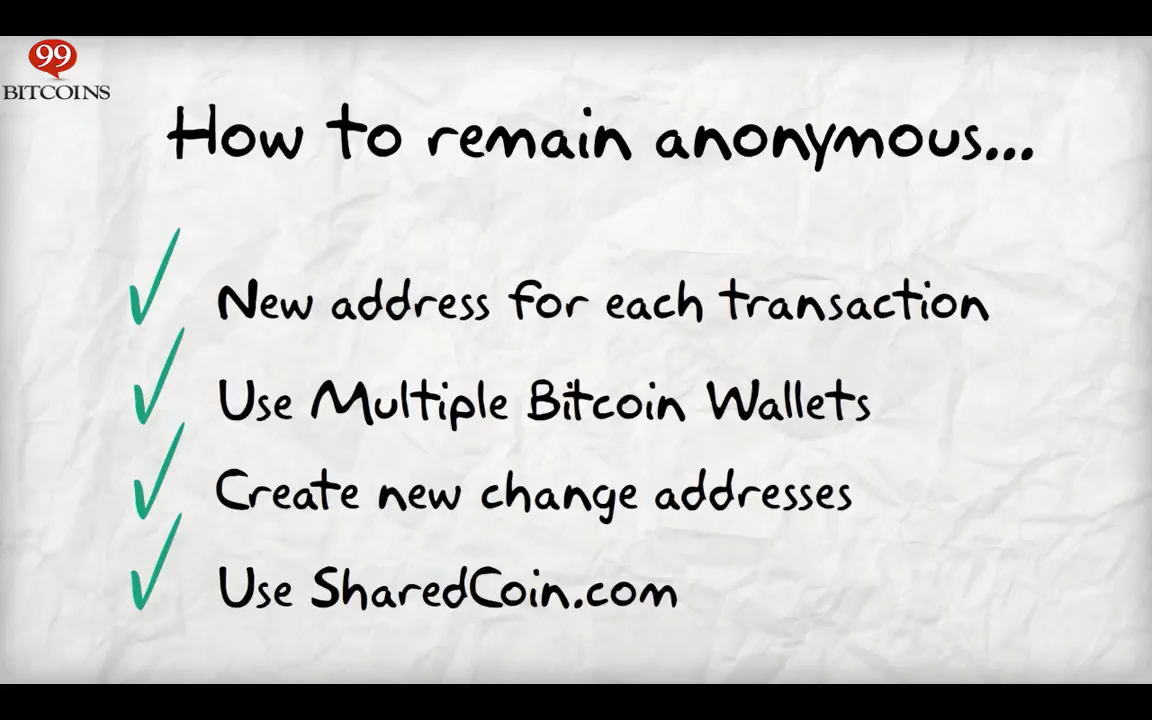 99
BITCOINS
How to remain anonymous...
New address for each transaction
Use Multiple Bitcoin Wallets
Create new change addresses
Use SharedCoin.com